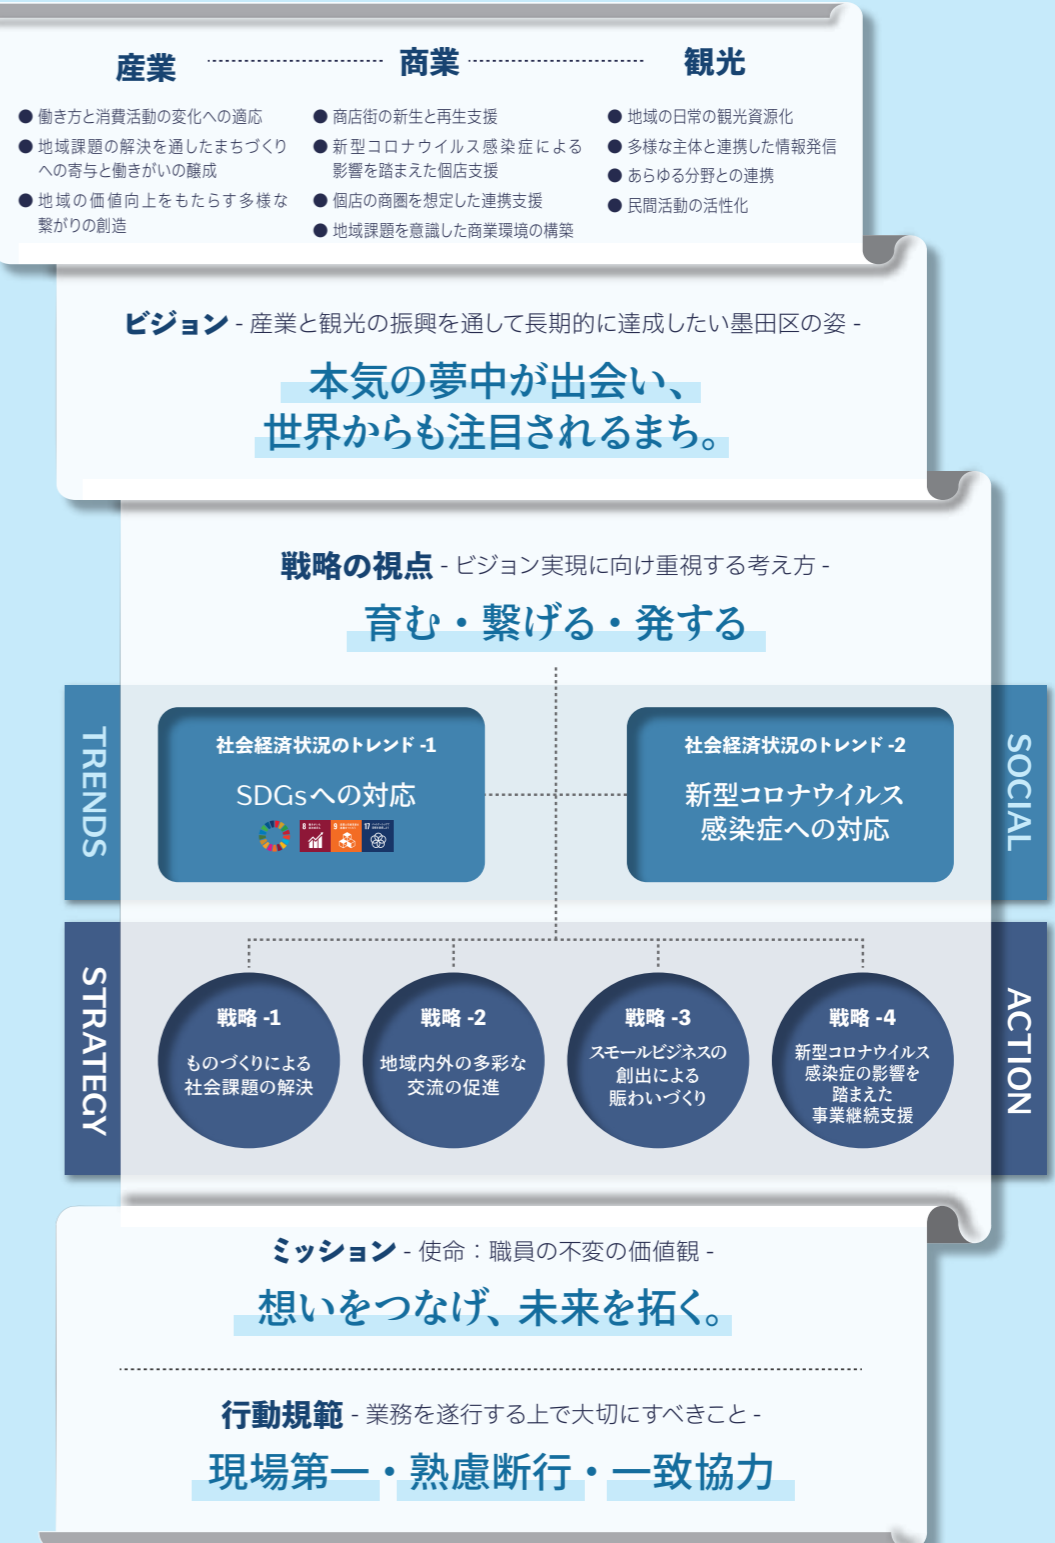 産業
● 働き方と消費活動の変化への適応
● 地域課題の解決を通したまちづくり
への寄与と働きがいの醸成
● 地域の価値向上をもたらす多様な
繋がりの創造
商業
● 商店街の新生と再生支援
● 新型コロナウイルス感染症による
影響を踏まえた個店支援
● 個店の商圏を想定した連携支援
● 地域課題を意識した商業環境の構築
観光
● 地域の日常の観光資源化
● 多様な主体と連携した情報発信
● あらゆる分野との連携
● 民間活動の活性化
ビジョン - 産業と観光の振興を通して長期的に達成したい墨田区の姿 -
本気の夢中が出会い、
世界からも注目されるまち。
戦略の視点 - ビジョン実現に向け重視する考え方 -
育む・繋げる・発する
TRENDS
社会経済状況のトレンド -1
SDGsへの対応
8
9
17
社会経済状況のトレンド -2
新型コロナウイルス
感染症への対応
SOCIAL
STRATEGY
戦略 -1
ものづくりによる
社会課題の解決
戦略 -2
地域内外の多彩な
交流の促進
戦略 -3
スモールビジネスの
創出による
賑わいづくり
戦略 -4
新型コロナウイルス
感染症の影響を
踏まえた
事業継続支援
ACTION
ミッション - 使命：職員の不変の価値観 -
想いをつなげ、未来を拓く。
行動規範 - 業務を遂行する上で大切にすべきこと -
現場第一・熟慮断行・一致協力